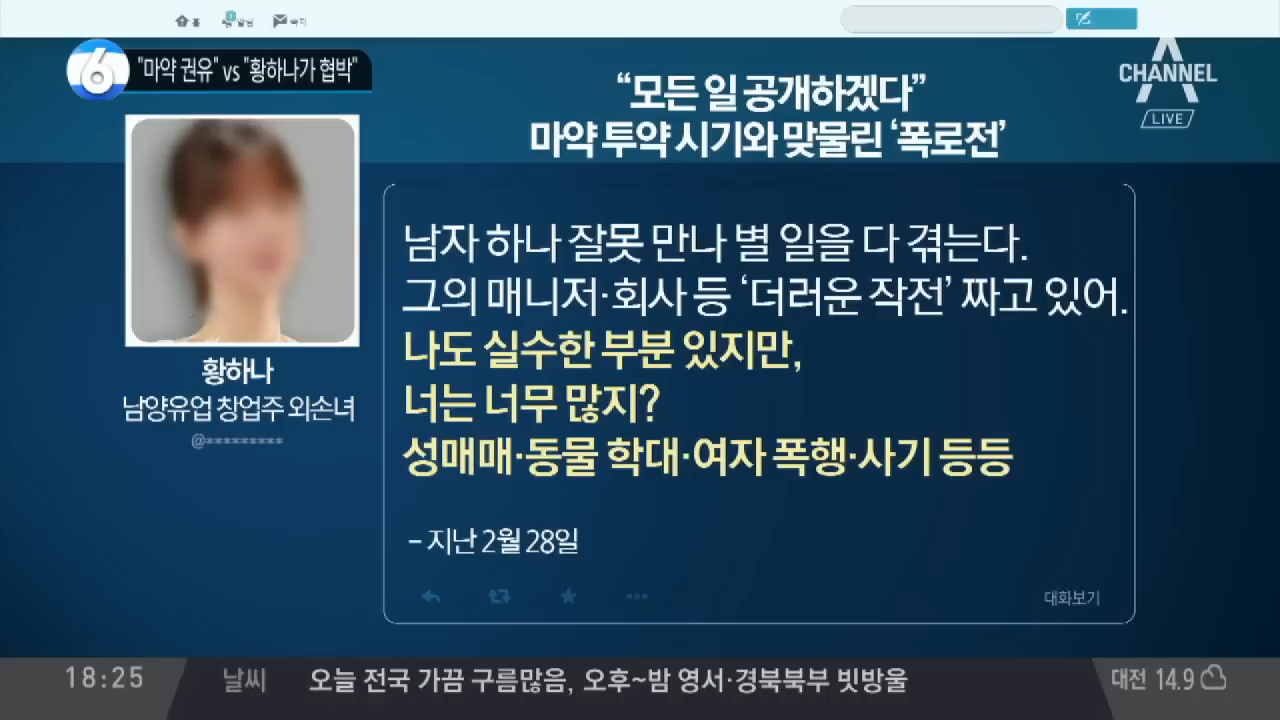 홈
알림
쪽지
6
"마약 권유" vs "황하나가 협박"
CHANNEL A
LIVE
“모든 일 공개하겠다”
마약 투약 시기와 맞물린 ‘폭로전’
황하나
남양유업 창업주 외손녀
@*********
남자 하나 잘못 만나 별 일을 다 겪는다.
그의 매니저·회사 등 ‘더러운 작전’ 짜고 있어.
나도 실수한 부분 있지만,
너는 너무 많지?
성매매·동물 학대·여자 폭행·사기 등등
– 지난 2월 28일
대화보기
18:25
날씨
오늘 전국 가끔 구름많음, 오후~밤 영서·경북북부 빗방울
대전 14.9